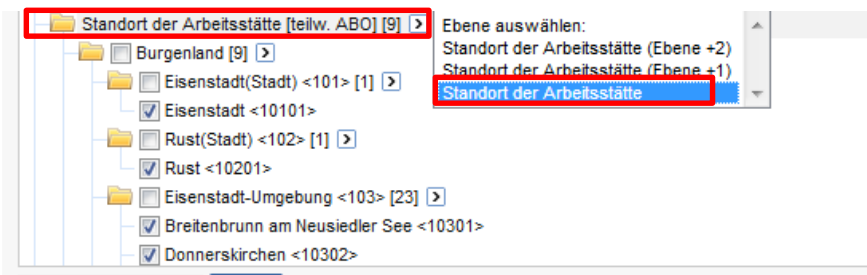 Standort der Arbeitsstätte [teilw. ABO] [9]
Ebene auswählen:
Standort der Arbeitsstätte (Ebene +2)
Standort der Arbeitsstätte (Ebene +1)
Standort der Arbeitsstätte
Burgenland [9]
Eisenstadt(Stadt) <101> [1]
Eisenstadt <10101>
Rust(Stadt) <102> [1]
Rust <10201>
Eisenstadt-Umgebung <103> [23]
Breitenbrunn am Neusiedler See <10301>
Donnerskirchen <10302>